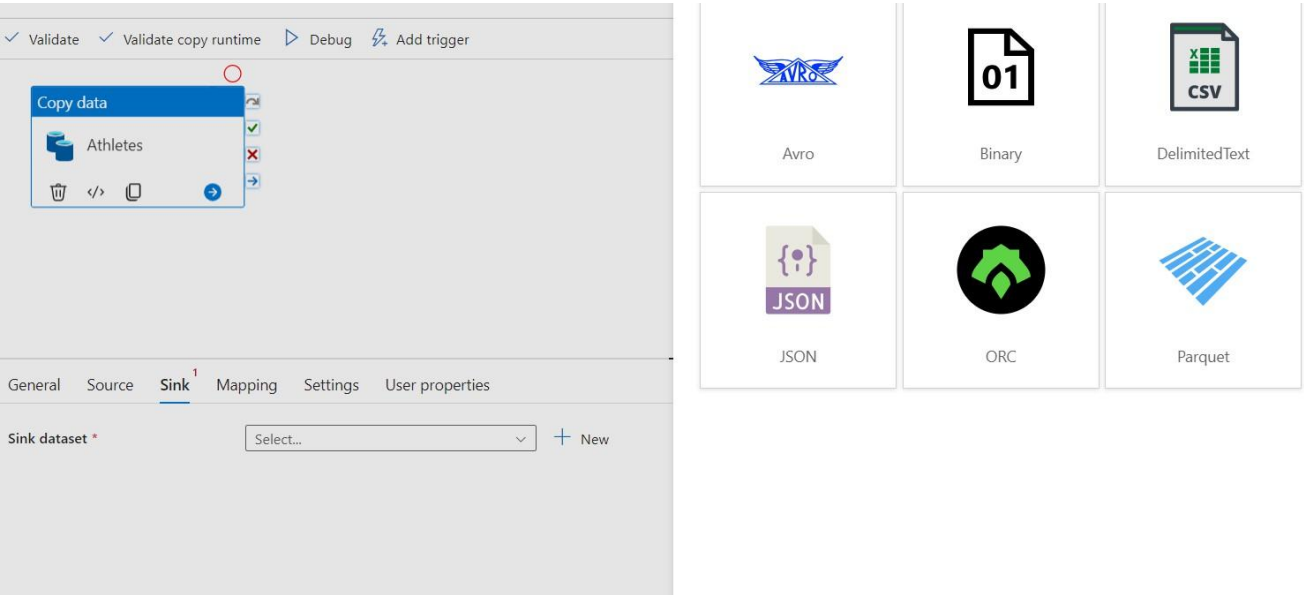 Validate Validate copy runtime Debug Add trigger
Copy data
Athletes
General Source Sink 1 Mapping Settings User properties
Sink dataset * Select... New
AVRO
01
CSV
Avro Binary DelimitedText
{ } JSON
JSON ORC Parquet